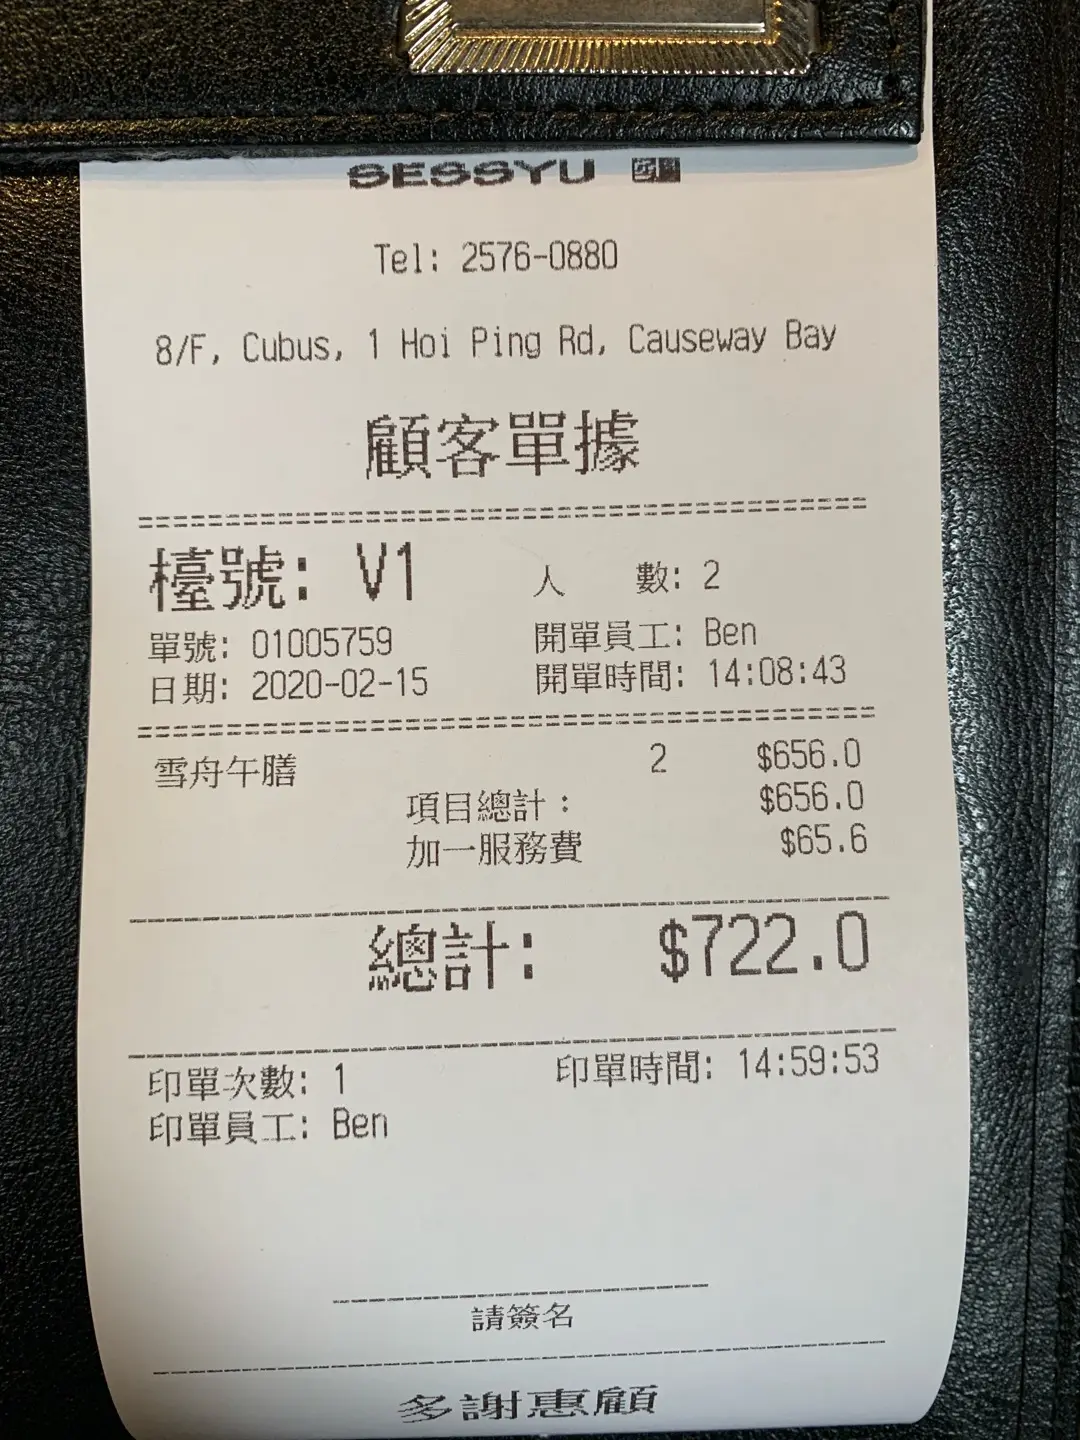 SESSYU
Tel: 2576-0880
8/F, Cubus, 1 Hoi Ping Rd, Causeway Bay
顧客單據
檯號: V1 人 數: 2
單號: 01005759 開單員工: Ben
日期: 2020-02-15 開單時間: 14:08:43
雪舟午膳 2 $656.0
項目總計: $656.0
加一服務費 $65.6
總計: $722.0
印單次數: 1 印單時間: 14:59:53
印單員工: Ben
請簽名
多謝惠顧